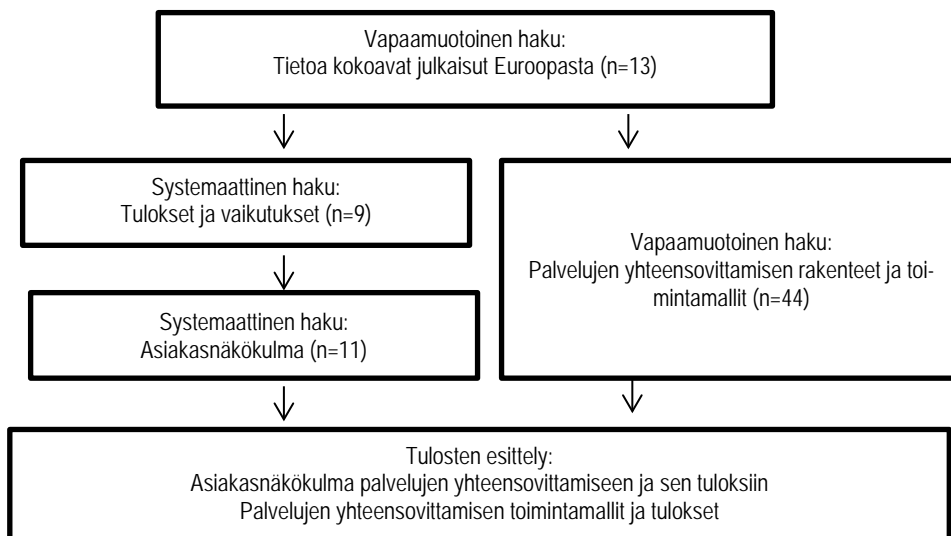 Vapaamuotoinen haku:
Tietoa kokoavat julkaisut Euroopasta (n=13)
Systemaattinen haku:
Tulokset ja vaikutukset (n=9)
Systemaattinen haku:
Asiakasnäkökulma (n=11)
Vapaamuotoinen haku:
Palvelujen yhteensovittamisen rakenteet ja toi-
mintamallit (n=44)
Tulosten esittely:
Asiakasnäkökulma palvelujen yhteensovittamiseen ja sen tuloksiin
Palvelujen yhteensovittamisen toimintamallit ja tulokset